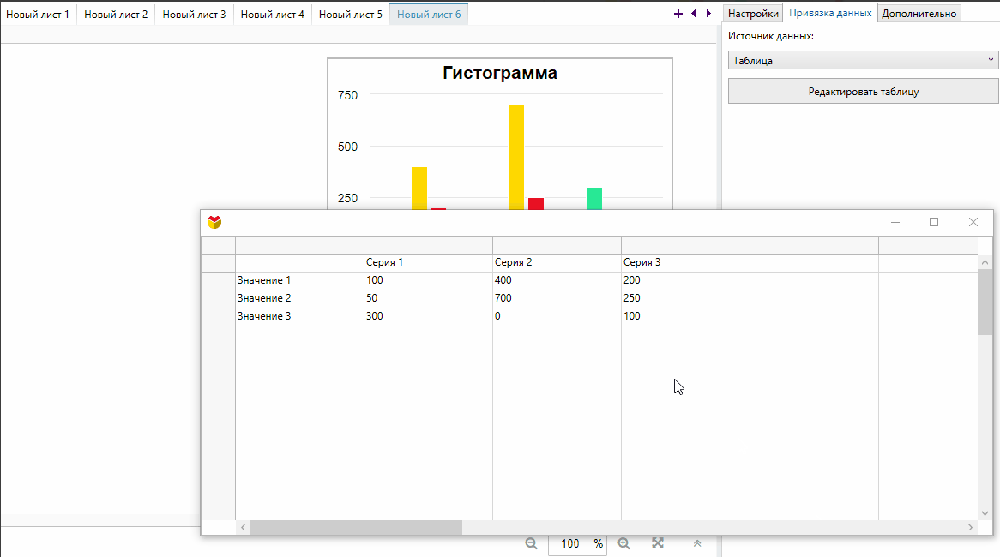 Новый лист 1 Новый лист 2 Новый лист 3 Новый лист 4 Новый лист 5 Новый лист 6
Настройки Привязка данных Дополнительно
Источник данных:
Таблица
Редактировать таблицу
Гистограмма
750
500
250
Серия 1 Серия 2 Серия 3
Значение 1 100 400 200
Значение 2 50 700 250
Значение 3 300 0 100
100 %